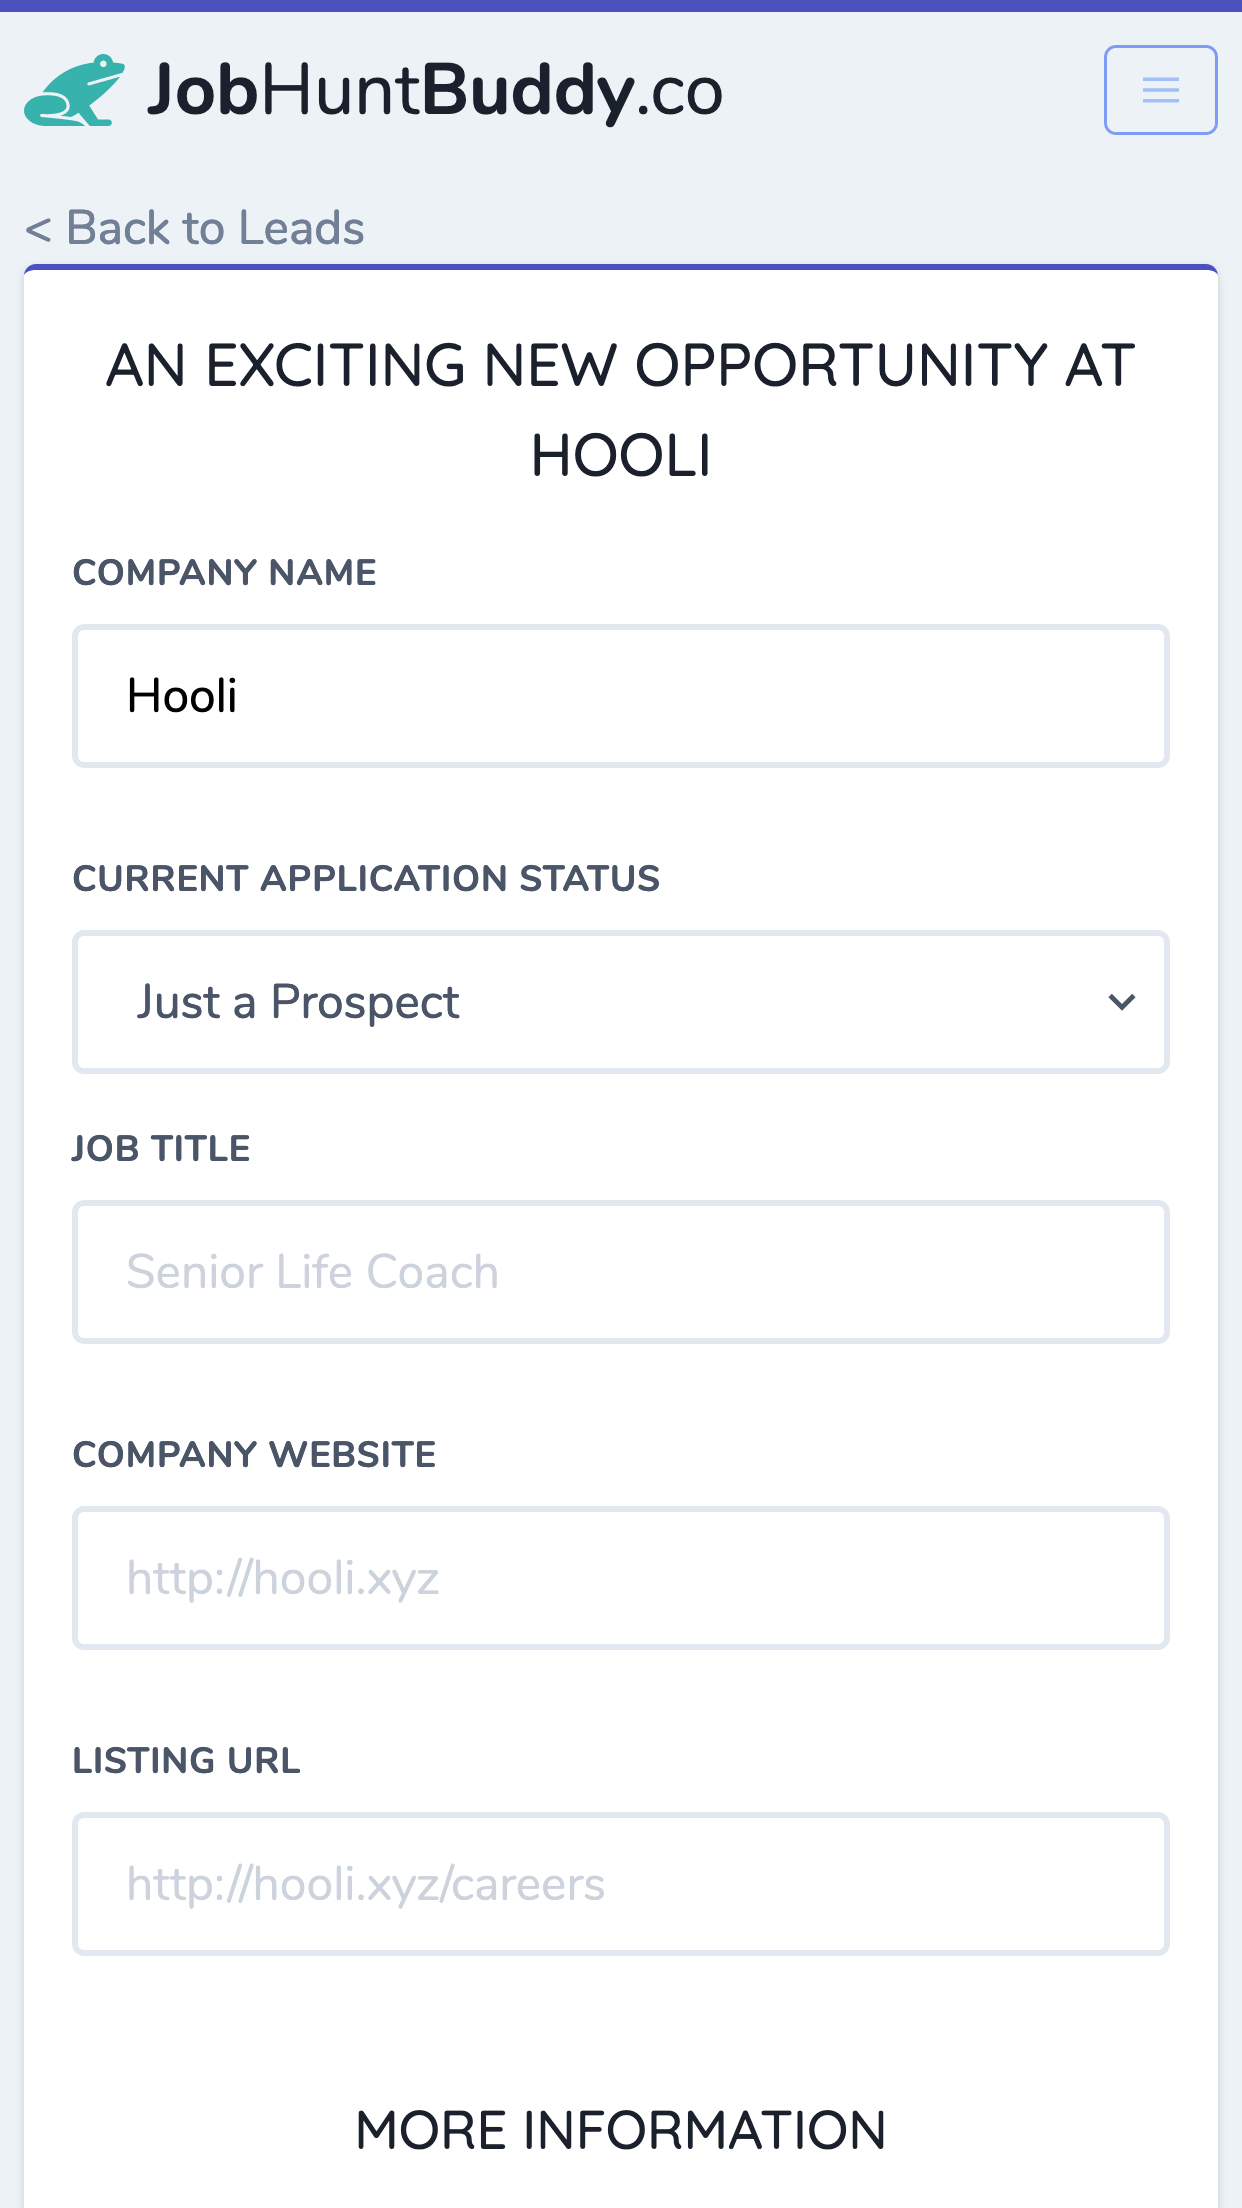 JobHuntBuddy.co
< Back to Leads
AN EXCITING NEW OPPORTUNITY AT
HOOLI
COMPANY NAME
Hooli
CURRENT APPLICATION STATUS
Just a Prospect
JOB TITLE
Senior Life Coach
COMPANY WEBSITE
http://hooli.xyz
LISTING URL
http://hooli.xyz/careers
MORE INFORMATION